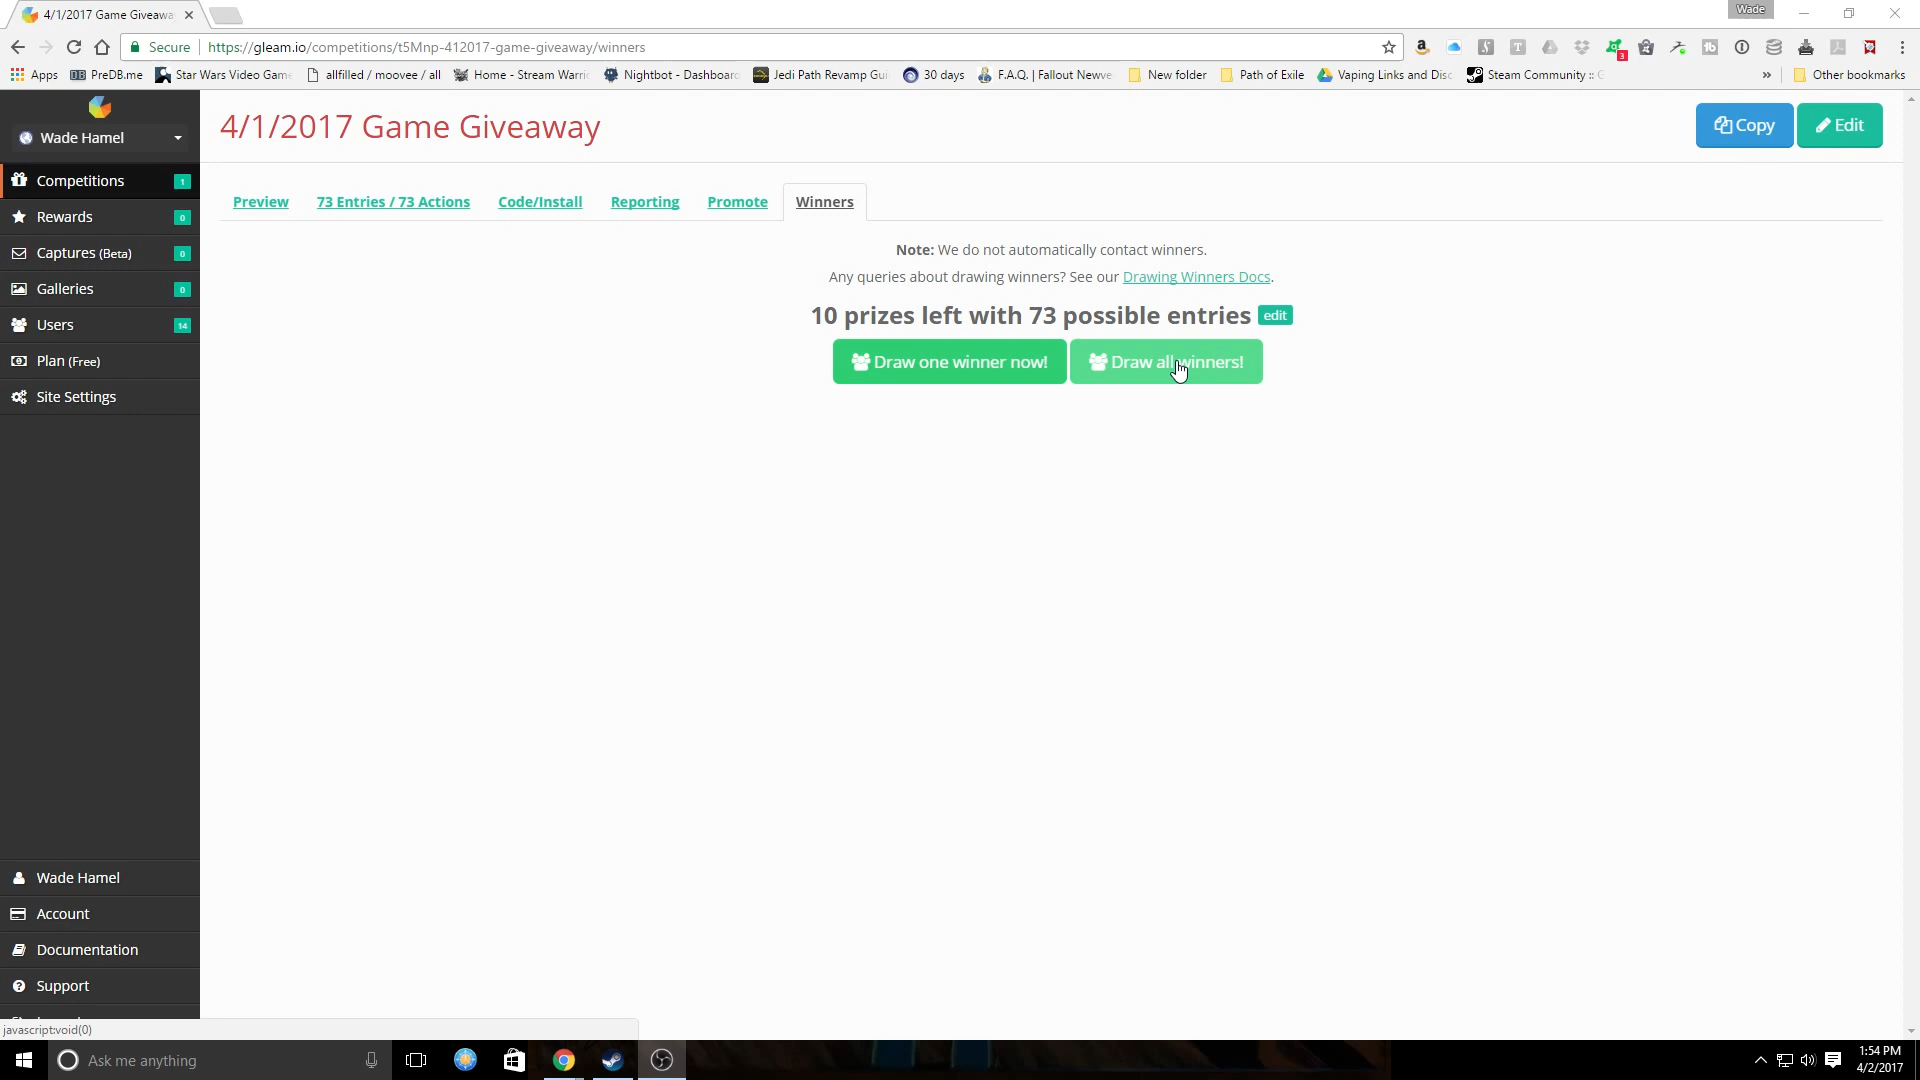 4/1/2017 Game Giveawa
Wade
Secure
https://gleam.io/competitions/t5Mnp-412017-game-giveaway/winners
3
Apps
PreDB.me
Star Wars Video Gam
allfilled / moovee / all
Home - Stream Warri
Nightbot - Dashboar
Jedi Path Revamp Gui
30 days
F.A.Q. | Fallout Newve
New folder
Path of Exile
Vaping Links and Disc
Steam Community ::
»
Other bookmarks
Wade Hamel
Competitions 1
Rewards 0
Captures (Beta) 0
Galleries 0
Users 14
Plan (Free)
Site Settings
4/1/2017 Game Giveaway
Copy
Edit
Preview
73 Entries / 73 Actions
Code/Install
Reporting
Promote
Winners
Note: We do not automatically contact winners.
Any queries about drawing winners? See our Drawing Winners Docs.
10 prizes left with 73 possible entries edit
Draw one winner now!
Draw all winners!
Wade Hamel
Account
Documentation
Support
javascript:void(0)
Ask me anything
1:54 PM
4/2/2017